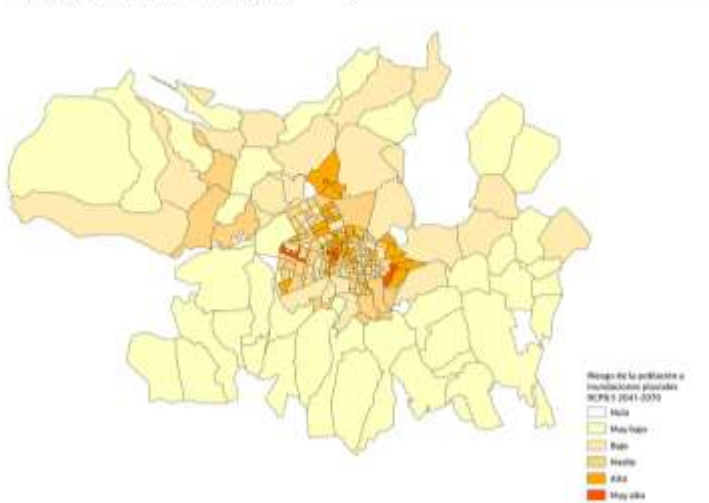 Riesgo de la población a
inundaciones pluviales
RCP8.5 2041-2070
Nula
Muy bajo
Bajo
Medio
Alto
Muy alto